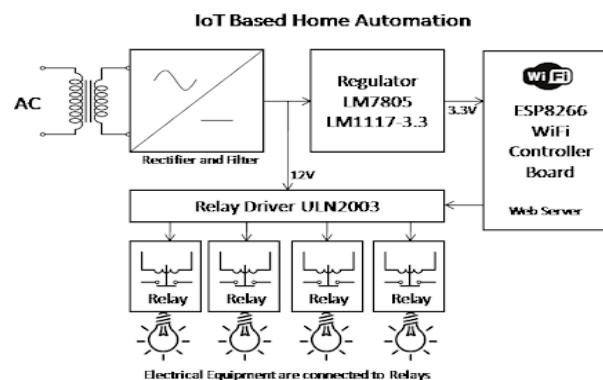 IoT Based Home Automation
AC
Rectifier and Filter
Regulator
LM7805
LM1117-3.3
3.3V
WiFi
ESP8266
WiFi
Controller
Board
Web Server
12V
Relay Driver ULN2003
Relay
Relay
Relay
Relay
Electrical Equipment are connected to Relays